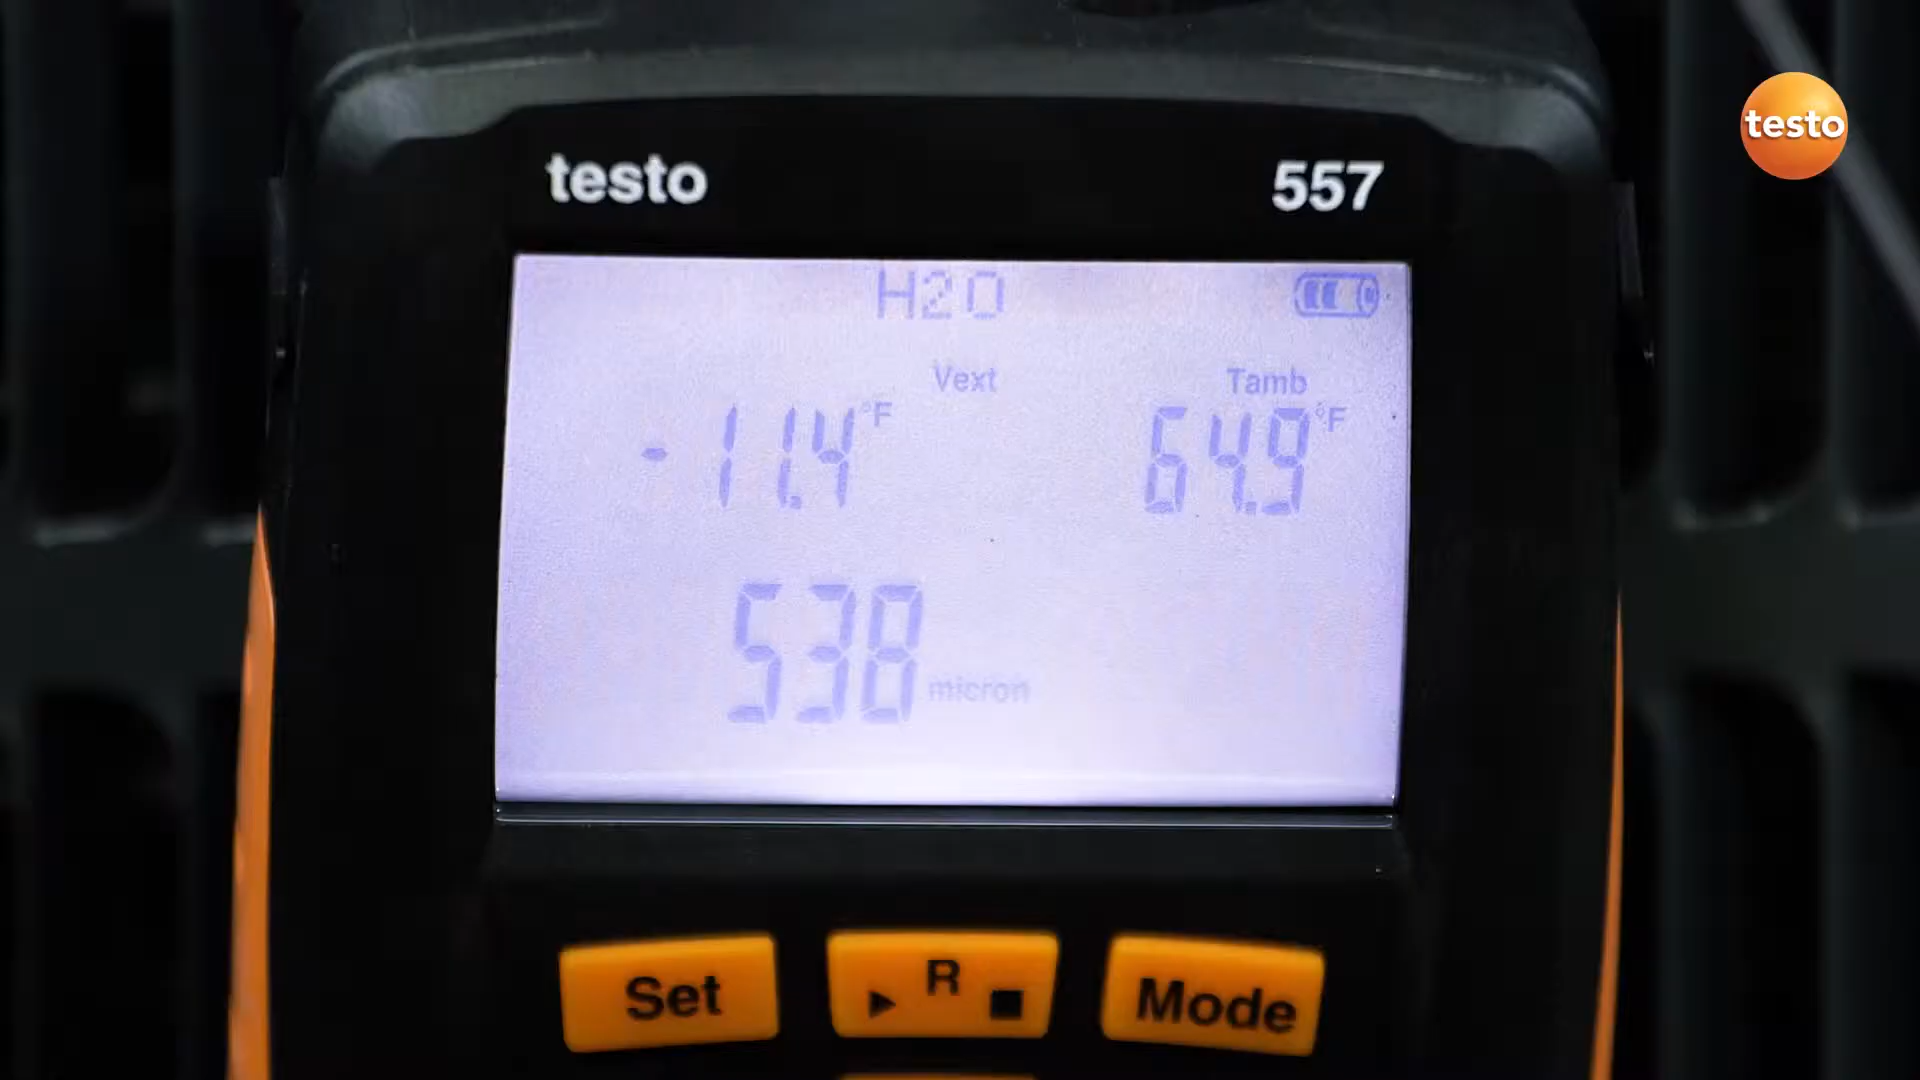 testo
testo 557
H2O
Vext Tamb
-11.4 °F 64.9 °F
538 micron
Set R Mode